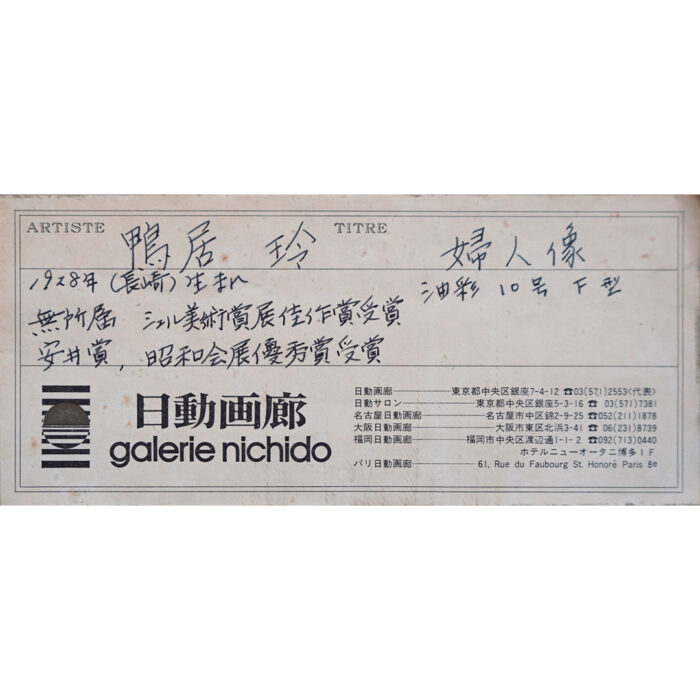 ARTISTE 鴨居 玲 TITRE 婦人像
1928年(長崎)生まれ 油彩 10号 F型
無所属 シェル美術賞展佳作賞受賞
安井賞, 昭和会展優秀賞受賞
日動画廊
galerie nichido
日動画廊 東京都中央区銀座7-4-12 ☎03(571)2553<代表>
日動サロン 東京都中央区銀座5-3-16 ☎ 03(571)7381
名古屋日動画廊 名古屋市中区錦2-9-25 ☎052(211)1878
大阪日動画廊 大阪市東区北浜3-41 ☎ 06(231)8739
福岡日動画廊 福岡市中央区渡辺通1-1-2 ☎092(713)0440
ホテルニューオータニ博多1F
パリ日動画廊 61, Rue du Faubourg St. Honoré Paris 8e